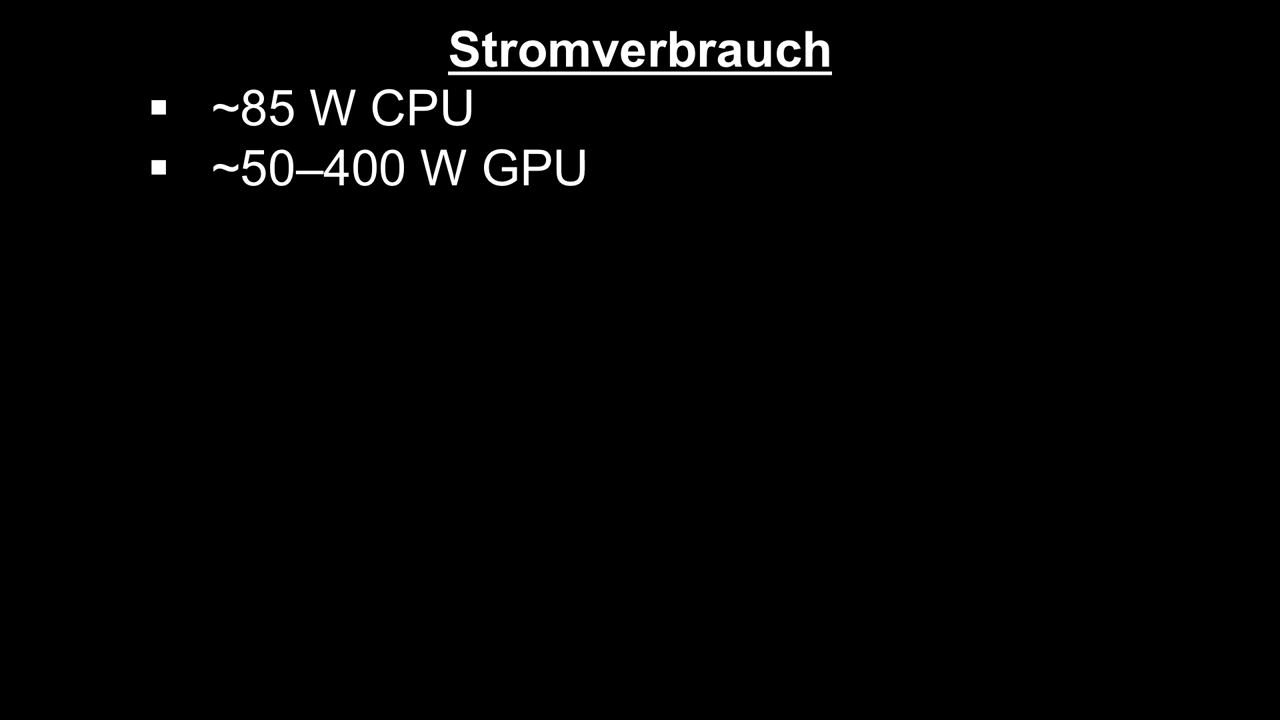 Stromverbrauch
▪ ~85 W CPU
▪ ~50–400 W GPU